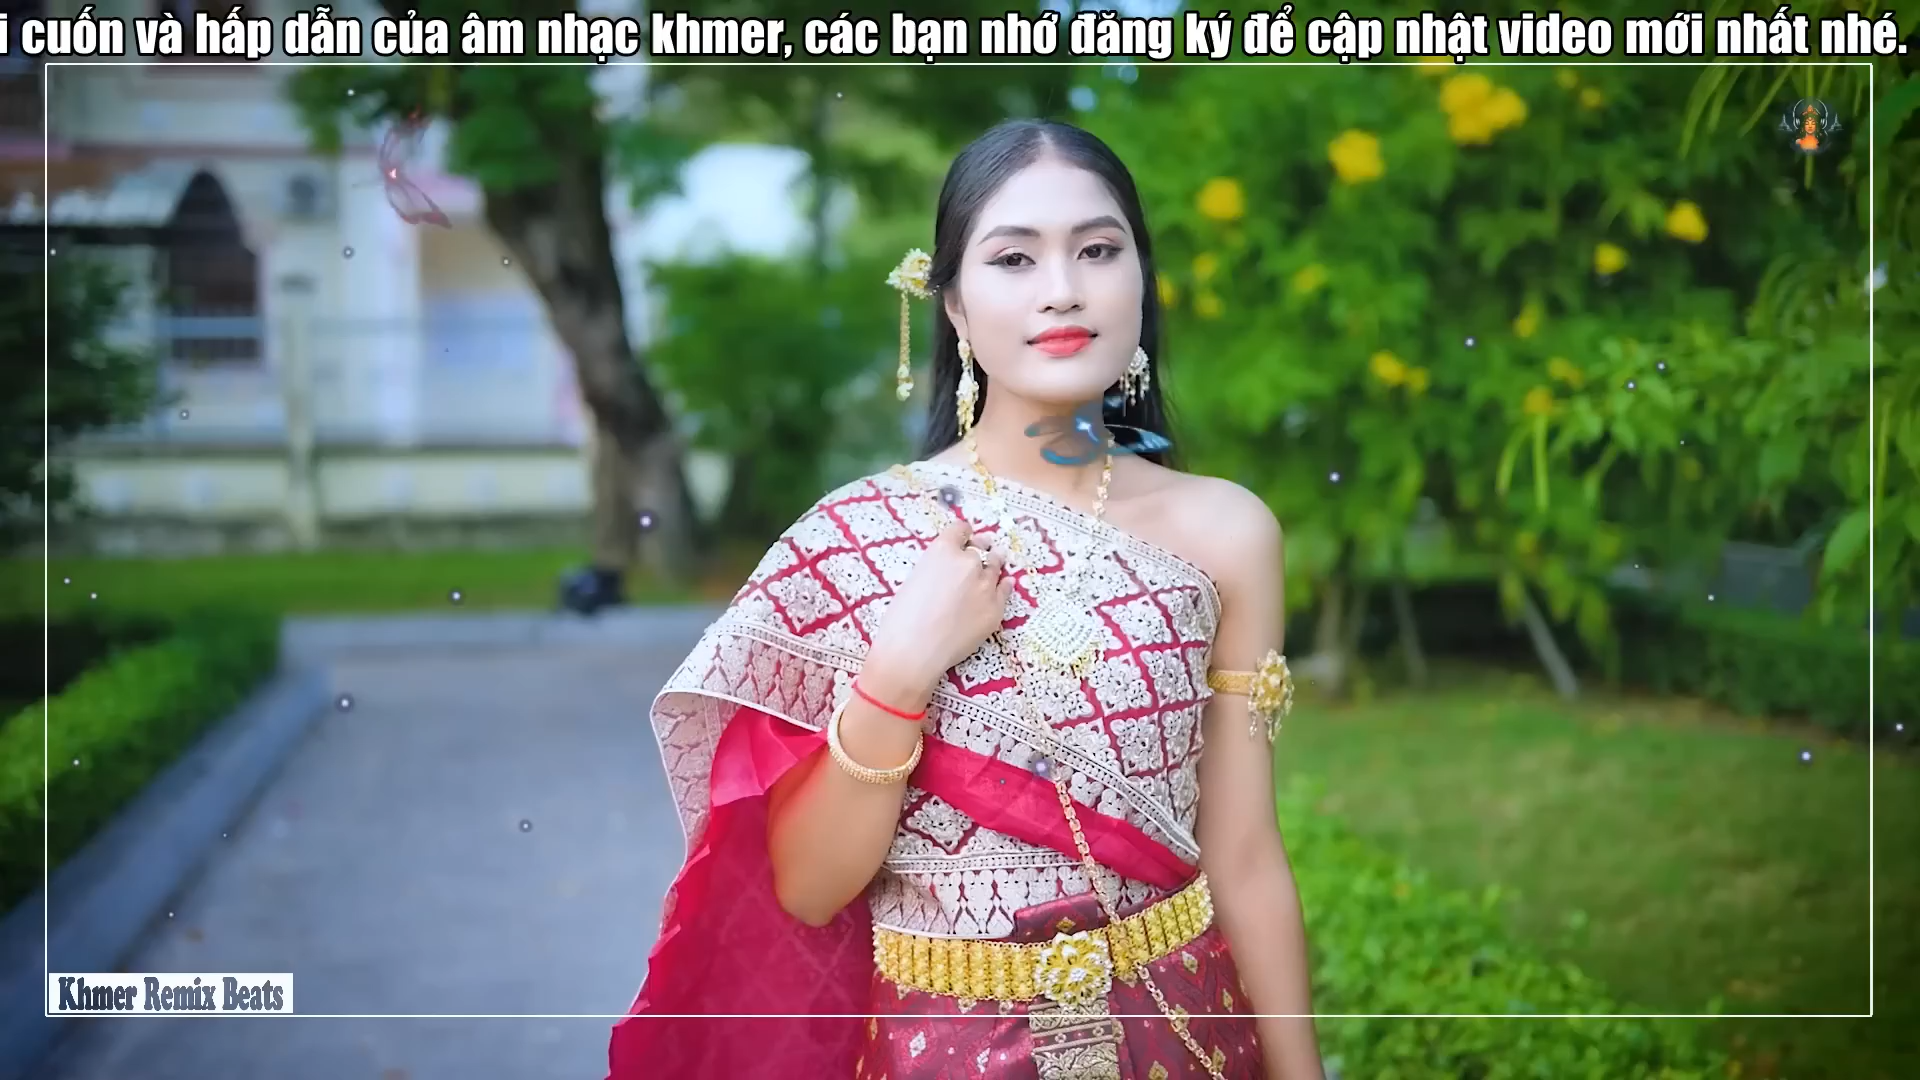 i cuốn và hấp dẫn của âm nhạc khmer, các bạn nhớ đăng ký để cập nhật video mới nhất nhé.
Khmer Remix Beats